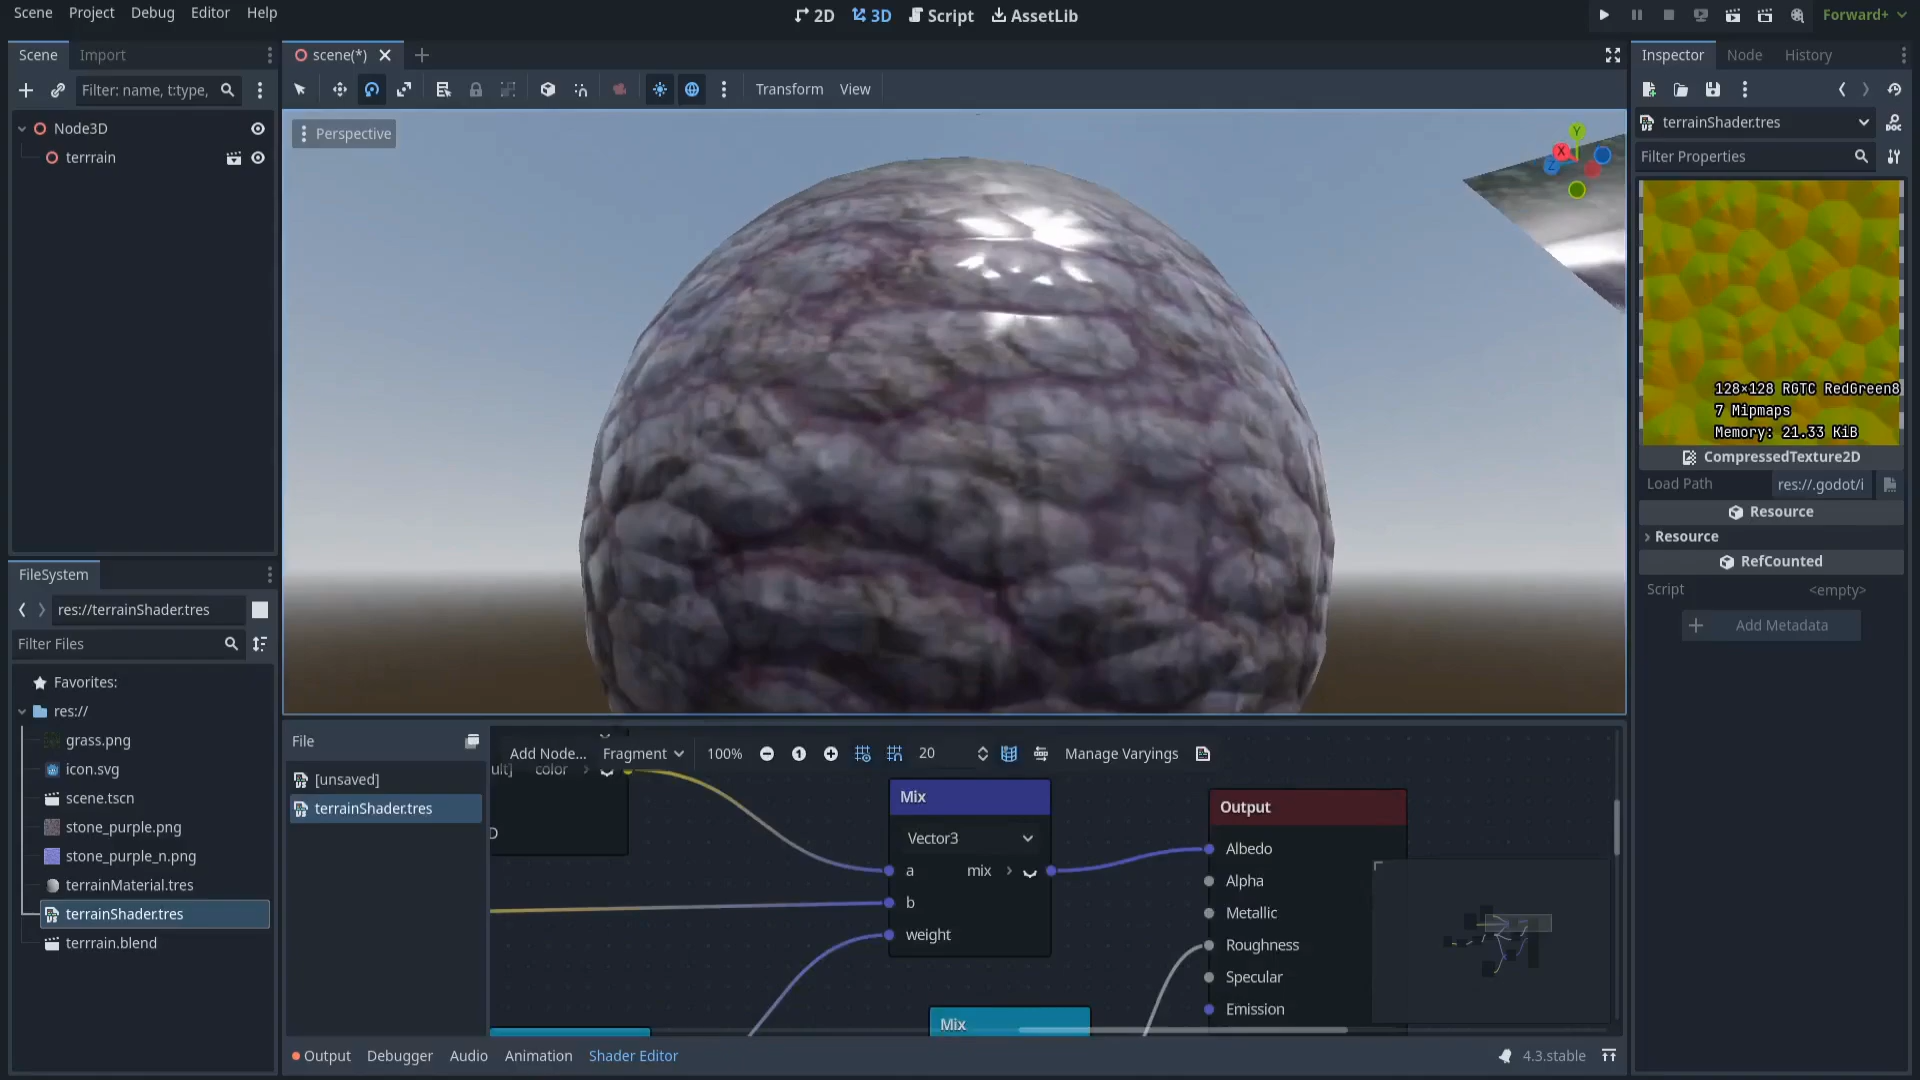 Scene Project Debug Editor Help
2D 3D Script AssetLib
Forward+
Scene Import
Filter: name, t:type,
Node3D
terrrain
scene(*)
Transform View
Perspective
Y
X
Z
Inspector Node History
terrainShader.tres
Filter Properties
128×128 RGTC RedGreen8
7 Mipmaps
Memory: 21.33 KiB
CompressedTexture2D
Load Path res://.godot/i
Resource
Resource
RefCounted
Script <empty>
Add Metadata
FileSystem
res://terrainShader.tres
Filter Files
Favorites:
res://
grass.png
icon.svg
scene.tscn
stone_purple.png
stone_purple_n.png
terrainMaterial.tres
terrainShader.tres
terrrain.blend
File
[unsaved]
terrainShader.tres
Add Node... Fragment 100% 1 20 Manage Varyings
ult] color
D
Mix
Vector3
a mix
b
weight
Mix
Output
Albedo
Alpha
Metallic
Roughness
Specular
Emission
Output Debugger Audio Animation Shader Editor
4.3.stable